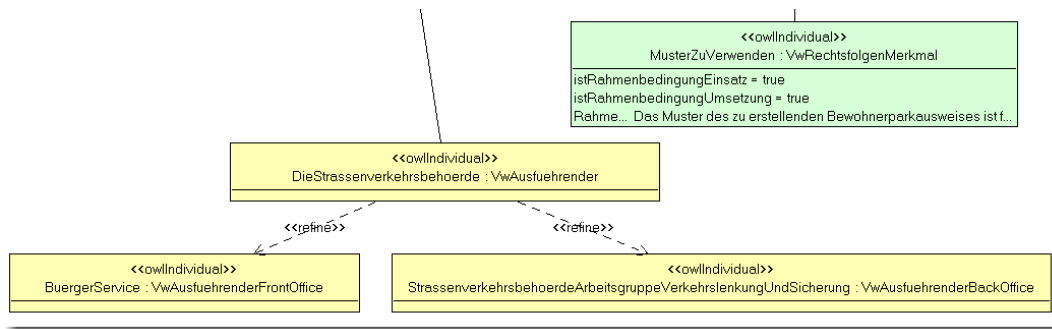 <<owlIndividual>>
MusterZuVerwenden : VwRechtsfolgenMerkmal
istRahmenbedingungEinsatz = true
istRahmenbedingungUmsetzung = true
Rahme... Das Muster des zu erstellenden Bewohnerparkausweises ist f...
<<owlIndividual>>
DieStrassenverkehrsbehoerde : VwAusfuehrender
<<refine>>
<<refine>>
<<owlIndividual>>
BuergerService : VwAusfuehrenderFrontOffice
<<owlIndividual>>
StrassenverkehrsbehoerdeArbeitsgruppeVerkehrslenkungUndSicherung : VwAusfuehrenderBackOffice